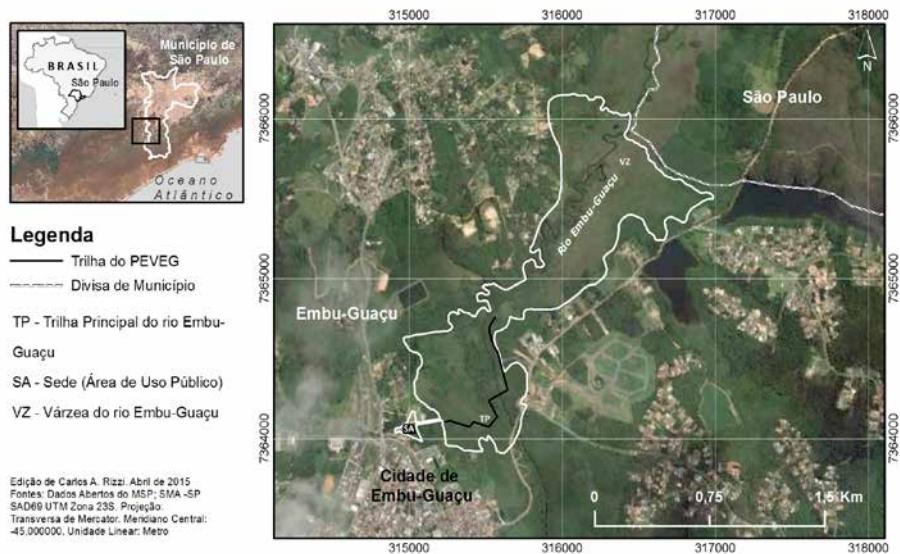 BRASIL
São Paulo
Município de
São Paulo
Oceano
Atlântico
Legenda
Trilha do PEVEG
Divisa de Município
TP - Trilha Principal do rio Embu-
Guaçu
SA - Sede (Área de Uso Público)
VZ - Várzea do rio Embu-Guaçu
Edição de Carlos A. Rizzi. Abril de 2015
Fontes: Dados Abertos do MSP; SMA -SP
SAD69 UTM Zona 23S. Projeção:
Transversa de Mercator. Meridiano Central:
-45,000000. Unidade Linear: Metro
315000 316000 317000 318000
N
São Paulo
7366000 7366000
VZ
Rio Embu-Guaçu
7365000 7365000
Embu-Guaçu
TP
SA
7364000 7364000
Cidade de
Embu-Guaçu
0 0,75 1,5 Km
315000 316000 317000 318000